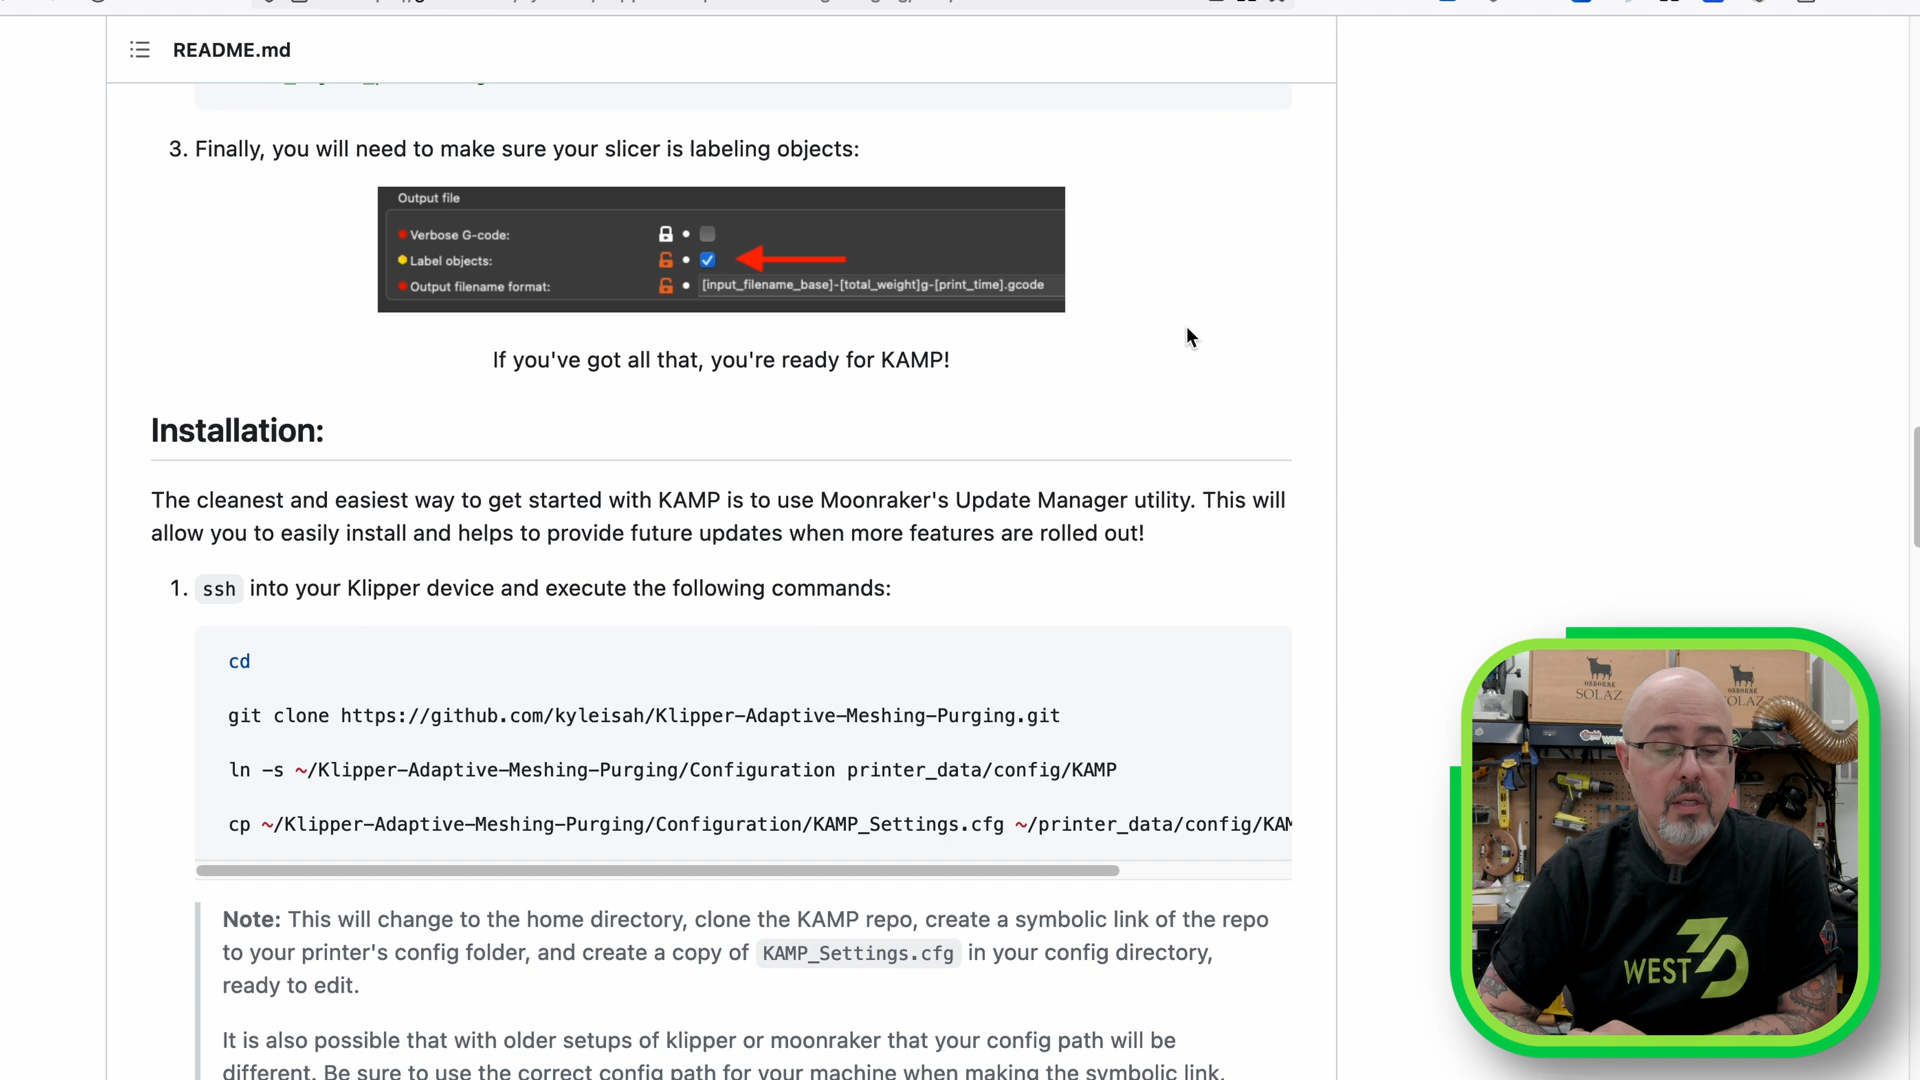 README.md
3. Finally, you will need to make sure your slicer is labeling objects:
Output file
Verbose G-code:
Label objects:
Output filename format:
[input_filename_base]-[total_weight]g-[print_time].gcode
If you've got all that, you're ready for KAMP!
Installation:
The cleanest and easiest way to get started with KAMP is to use Moonraker's Update Manager utility. This will
allow you to easily install and helps to provide future updates when more features are rolled out!
1. ssh into your Klipper device and execute the following commands:
cd
git clone https://github.com/kyleisah/Klipper-Adaptive-Meshing-Purging.git
ln -s ~/Klipper-Adaptive-Meshing-Purging/Configuration printer_data/config/KAMP
cp ~/Klipper-Adaptive-Meshing-Purging/Configuration/KAMP_Settings.cfg ~/printer_data/config/KAM
Note: This will change to the home directory, clone the KAMP repo, create a symbolic link of the repo
to your printer's config folder, and create a copy of KAMP_Settings.cfg in your config directory,
ready to edit.
It is also possible that with older setups of klipper or moonraker that your config path will be
different. Be sure to use the correct config path for your machine when making the symbolic link.
OSBORNE
SOLAZ
OSBORNE
SOLAZ
WEST3D